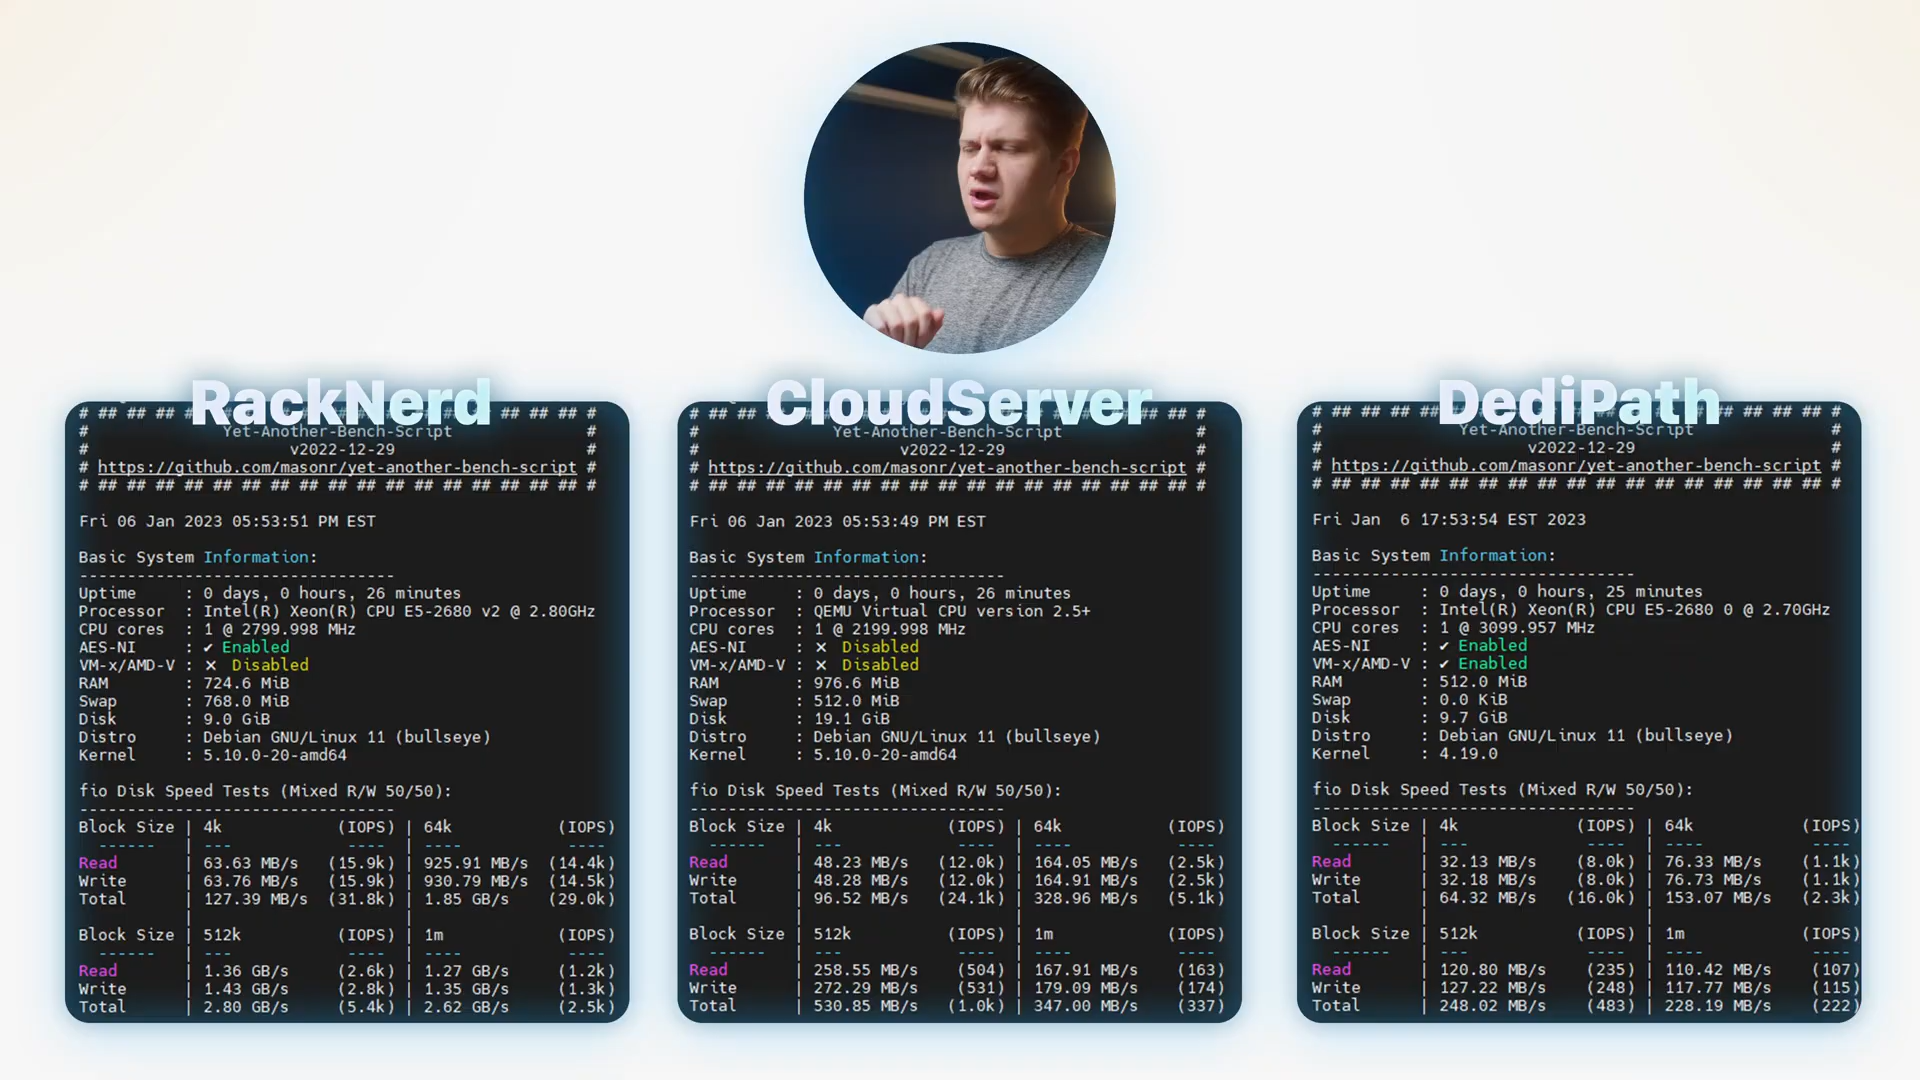 RackNerd
# ## ## ## ## ## ## ## ## ## ## ## ## ## ## ## ## ## #
# Yet-Another-Bench-Script #
# v2022-12-29 #
# https://github.com/masonr/yet-another-bench-script #
# ## ## ## ## ## ## ## ## ## ## ## ## ## ## ## ## ## #
Fri 06 Jan 2023 05:53:51 PM EST
Basic System Information:
---------------------------------
Uptime : 0 days, 0 hours, 26 minutes
Processor : Intel(R) Xeon(R) CPU E5-2680 v2 @ 2.80GHz
CPU cores : 1 @ 2799.998 MHz
AES-NI : ✔ Enabled
VM-x/AMD-V : ❌ Disabled
RAM : 724.6 MiB
Swap : 768.0 MiB
Disk : 9.0 GiB
Distro : Debian GNU/Linux 11 (bullseye)
Kernel : 5.10.0-20-amd64
fio Disk Speed Tests (Mixed R/W 50/50):
---------------------------------
Block Size | 4k (IOPS) | 64k (IOPS)
------ | --- ---- | ---- ----
Read | 63.63 MB/s (15.9k) | 925.91 MB/s (14.4k)
Write | 63.76 MB/s (15.9k) | 930.79 MB/s (14.5k)
Total | 127.39 MB/s (31.8k) | 1.85 GB/s (29.0k)
| |
Block Size | 512k (IOPS) | 1m (IOPS)
------ | --- ---- | ---- ----
Read | 1.36 GB/s (2.6k) | 1.27 GB/s (1.2k)
Write | 1.43 GB/s (2.8k) | 1.35 GB/s (1.3k)
Total | 2.80 GB/s (5.4k) | 2.62 GB/s (2.5k)
CloudServer
# ## ## ## ## ## ## ## ## ## ## ## ## ## ## ## ## ## #
# Yet-Another-Bench-Script #
# v2022-12-29 #
# https://github.com/masonr/yet-another-bench-script #
# ## ## ## ## ## ## ## ## ## ## ## ## ## ## ## ## ## #
Fri 06 Jan 2023 05:53:49 PM EST
Basic System Information:
---------------------------------
Uptime : 0 days, 0 hours, 26 minutes
Processor : QEMU Virtual CPU version 2.5+
CPU cores : 1 @ 2199.998 MHz
AES-NI : ❌ Disabled
VM-x/AMD-V : ❌ Disabled
RAM : 976.6 MiB
Swap : 512.0 MiB
Disk : 19.1 GiB
Distro : Debian GNU/Linux 11 (bullseye)
Kernel : 5.10.0-20-amd64
fio Disk Speed Tests (Mixed R/W 50/50):
---------------------------------
Block Size | 4k (IOPS) | 64k (IOPS)
------ | --- ---- | ---- ----
Read | 48.23 MB/s (12.0k) | 164.05 MB/s (2.5k)
Write | 48.28 MB/s (12.0k) | 164.91 MB/s (2.5k)
Total | 96.52 MB/s (24.1k) | 328.96 MB/s (5.1k)
| |
Block Size | 512k (IOPS) | 1m (IOPS)
------ | --- ---- | ---- ----
Read | 258.55 MB/s (504) | 167.91 MB/s (163)
Write | 272.29 MB/s (531) | 179.09 MB/s (174)
Total | 530.85 MB/s (1.0k) | 347.00 MB/s (337)
DediPath
# ## ## ## ## ## ## ## ## ## ## ## ## ## ## ## ## ## #
# Yet-Another-Bench-Script #
# v2022-12-29 #
# https://github.com/masonr/yet-another-bench-script #
# ## ## ## ## ## ## ## ## ## ## ## ## ## ## ## ## ## #
Fri Jan 6 17:53:54 EST 2023
Basic System Information:
---------------------------------
Uptime : 0 days, 0 hours, 25 minutes
Processor : Intel(R) Xeon(R) CPU E5-2680 0 @ 2.70GHz
CPU cores : 1 @ 3099.957 MHz
AES-NI : ✔ Enabled
VM-x/AMD-V : ✔ Enabled
RAM : 512.0 MiB
Swap : 0.0 KiB
Disk : 9.7 GiB
Distro : Debian GNU/Linux 11 (bullseye)
Kernel : 4.19.0
fio Disk Speed Tests (Mixed R/W 50/50):
---------------------------------
Block Size | 4k (IOPS) | 64k (IOPS)
------ | --- ---- | ---- ----
Read | 32.13 MB/s (8.0k) | 76.33 MB/s (1.1k)
Write | 32.18 MB/s (8.0k) | 76.73 MB/s (1.1k)
Total | 64.32 MB/s (16.0k) | 153.07 MB/s (2.3k)
| |
Block Size | 512k (IOPS) | 1m (IOPS)
------ | --- ---- | ---- ----
Read | 120.80 MB/s (235) | 110.42 MB/s (107)
Write | 127.22 MB/s (248) | 117.77 MB/s (115)
Total | 248.02 MB/s (483) | 228.19 MB/s (222)